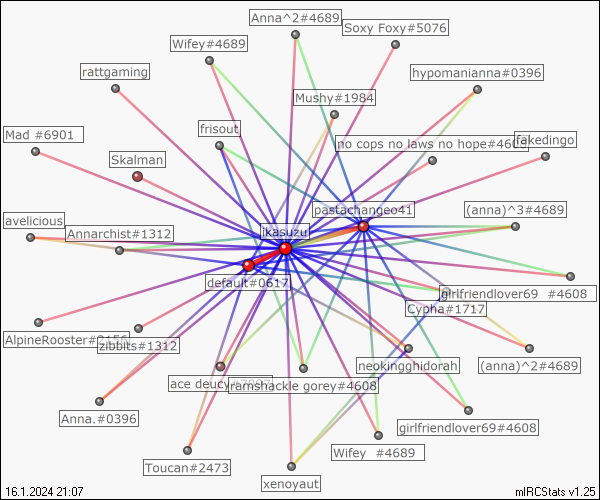 Anna^2#4689
Soxy Foxy#5076
Wifey#4689
rattgaming
hypomanianna#0396
Mushy#1984
frisout
Mad #6901
no cops no laws no hope#46
fakedingo
Skalman
pastachangeo41
(anna)^3#4689
avelicious
Annarchist#1312
ikasuzu
default#0617
girlfriendlover69 #4608
Cypha#1717
AlpineRooster#
zibbits#1312
neokingghidorah
(anna)^2#4689
ace deucy
ramshackle gorey#4608
Anna.#0396
girlfriendlover69#4608
Wifey #4689
Toucan#2473
xenoyaut
16.1.2024 21:07
mIRCStats v1.25